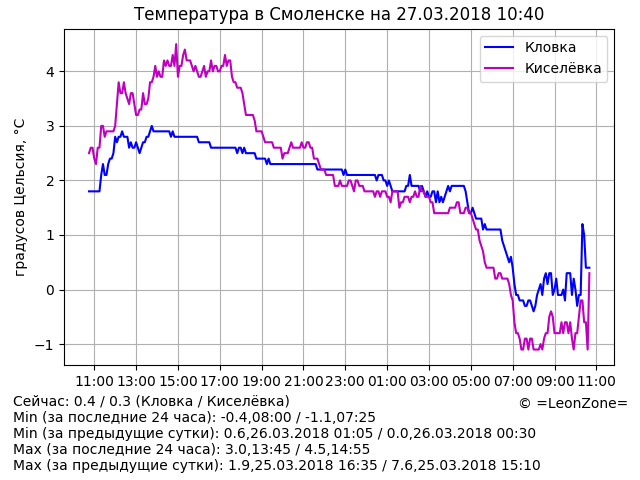 Температура в Смоленске на 27.03.2018 10:40
Кловка
Киселёвка
градусов Цельсия, °C
4
3
2
1
0
−1
11:00 13:00 15:00 17:00 19:00 21:00 23:00 01:00 03:00 05:00 07:00 09:00 11:00
Сейчас: 0.4 / 0.3 (Кловка / Киселёвка)
© =LeonZone=
Min (за последние 24 часа): -0.4,08:00 / -1.1,07:25
Min (за предыдущие сутки): 0.6,26.03.2018 01:05 / 0.0,26.03.2018 00:30
Max (за последние 24 часа): 3.0,13:45 / 4.5,14:55
Max (за предыдущие сутки): 1.9,25.03.2018 16:35 / 7.6,25.03.2018 15:10